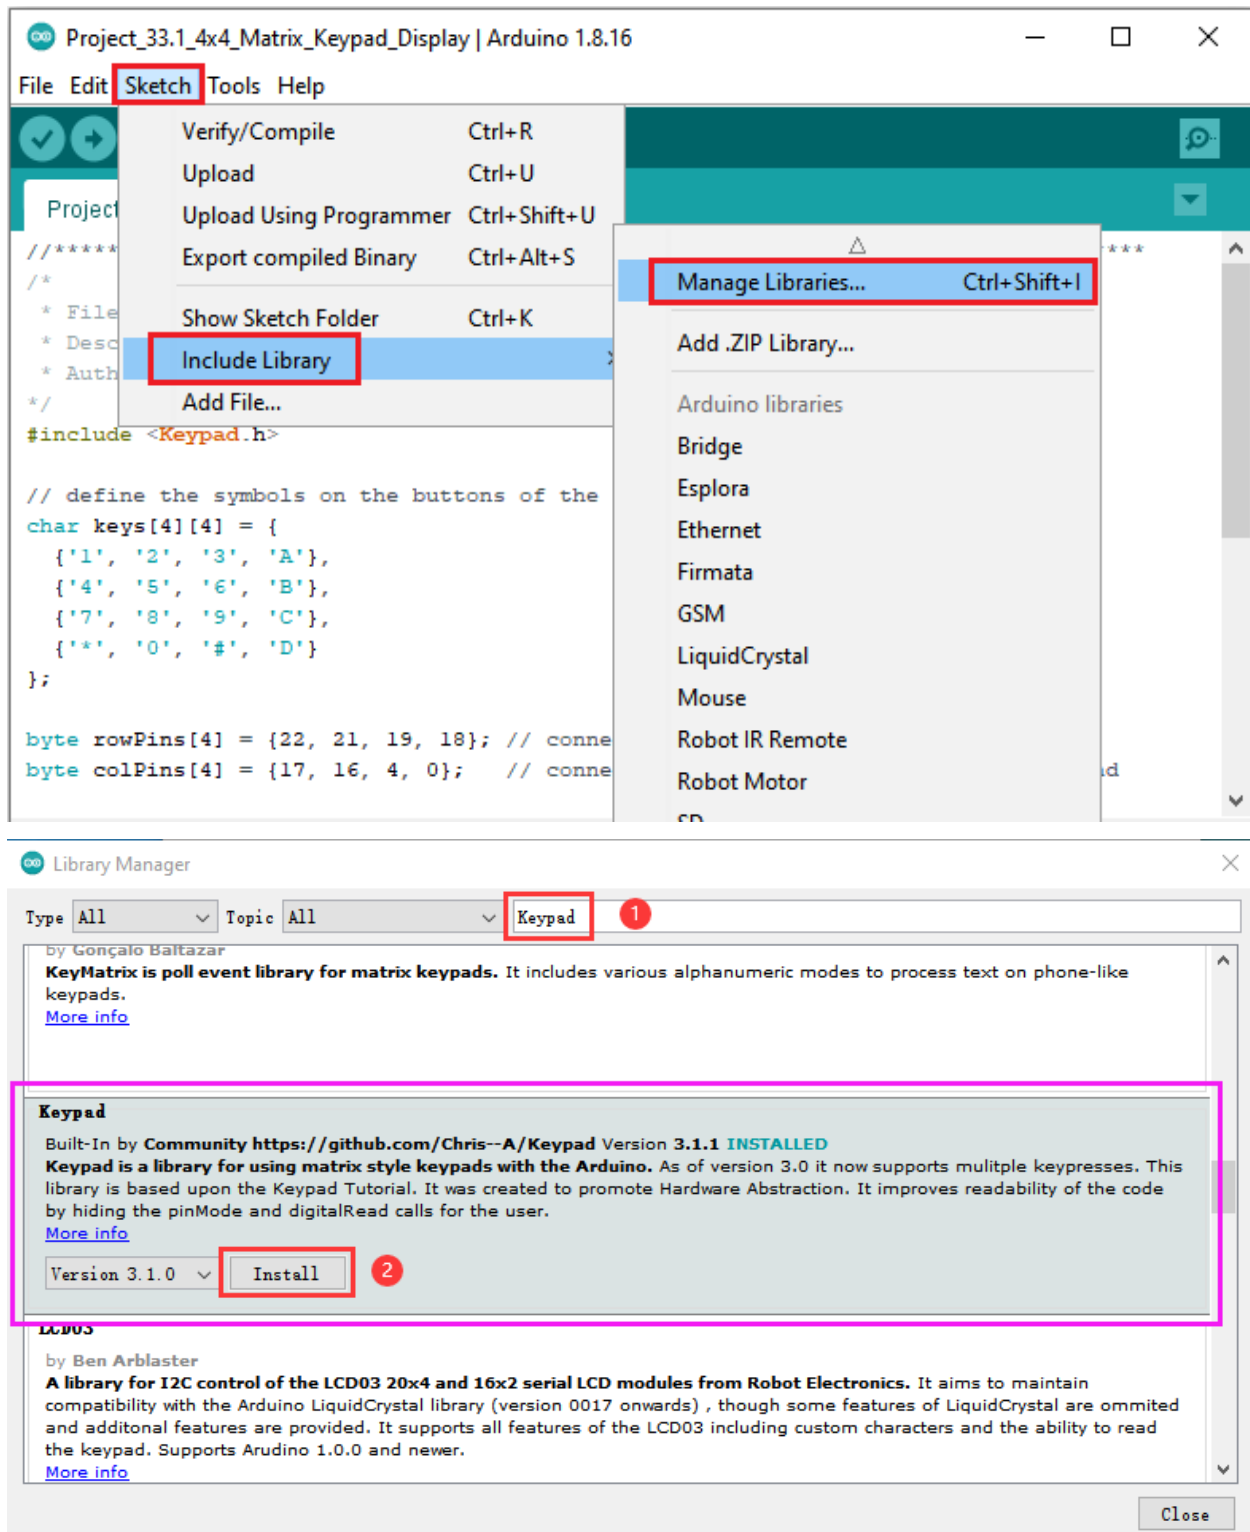 Project_33.1_4x4_Matrix_Keypad_Display | Arduino 1.8.16
File Edit Sketch Tools Help
Verify/Compile Ctrl+R
Upload Ctrl+U
Project
Upload Using Programmer Ctrl+Shift+U
//***** ****
Export compiled Binary Ctrl+Alt+S
/*
Manage Libraries... Ctrl+Shift+I
* File
Show Sketch Folder Ctrl+K
* Desc
Add .ZIP Library...
Include Library
* Auth
Add File...
*/
Arduino libraries
#include <Keypad.h>
Bridge
// define the symbols on the buttons of the
Esplora
char keys[4][4] = {
Ethernet
{'1', '2', '3', 'A'},
Firmata
{'4', '5', '6', 'B'},
GSM
{'7', '8', '9', 'C'},
LiquidCrystal
{'*', '0', '#', 'D'}
};
Mouse
byte rowPins[4] = {22, 21, 19, 18}; // conne
Robot IR Remote
byte colPins[4] = {17, 16, 4, 0}; // conne
Robot Motor
SD
Library Manager
Type All Topic All Keypad 1
by Gonçalo Baltazar
KeyMatrix is poll event library for matrix keypads. It includes various alphanumeric modes to process text on phone-like
keypads.
More info
Keypad
Built-In by Community https://github.com/Chris--A/Keypad Version 3.1.1 INSTALLED
Keypad is a library for using matrix style keypads with the Arduino. As of version 3.0 it now supports mulitple keypresses. This
library is based upon the Keypad Tutorial. It was created to promote Hardware Abstraction. It improves readability of the code
by hiding the pinMode and digitalRead calls for the user.
More info
Version 3.1.0 Install 2
LCD03
by Ben Arblaster
A library for I2C control of the LCD03 20x4 and 16x2 serial LCD modules from Robot Electronics. It aims to maintain
compatibility with the Arduino LiquidCrystal library (version 0017 onwards) , though some features of LiquidCrystal are ommited
and additonal features are provided. It supports all features of the LCD03 including custom characters and the ability to read
the keypad. Supports Arudino 1.0.0 and newer.
More info
Close